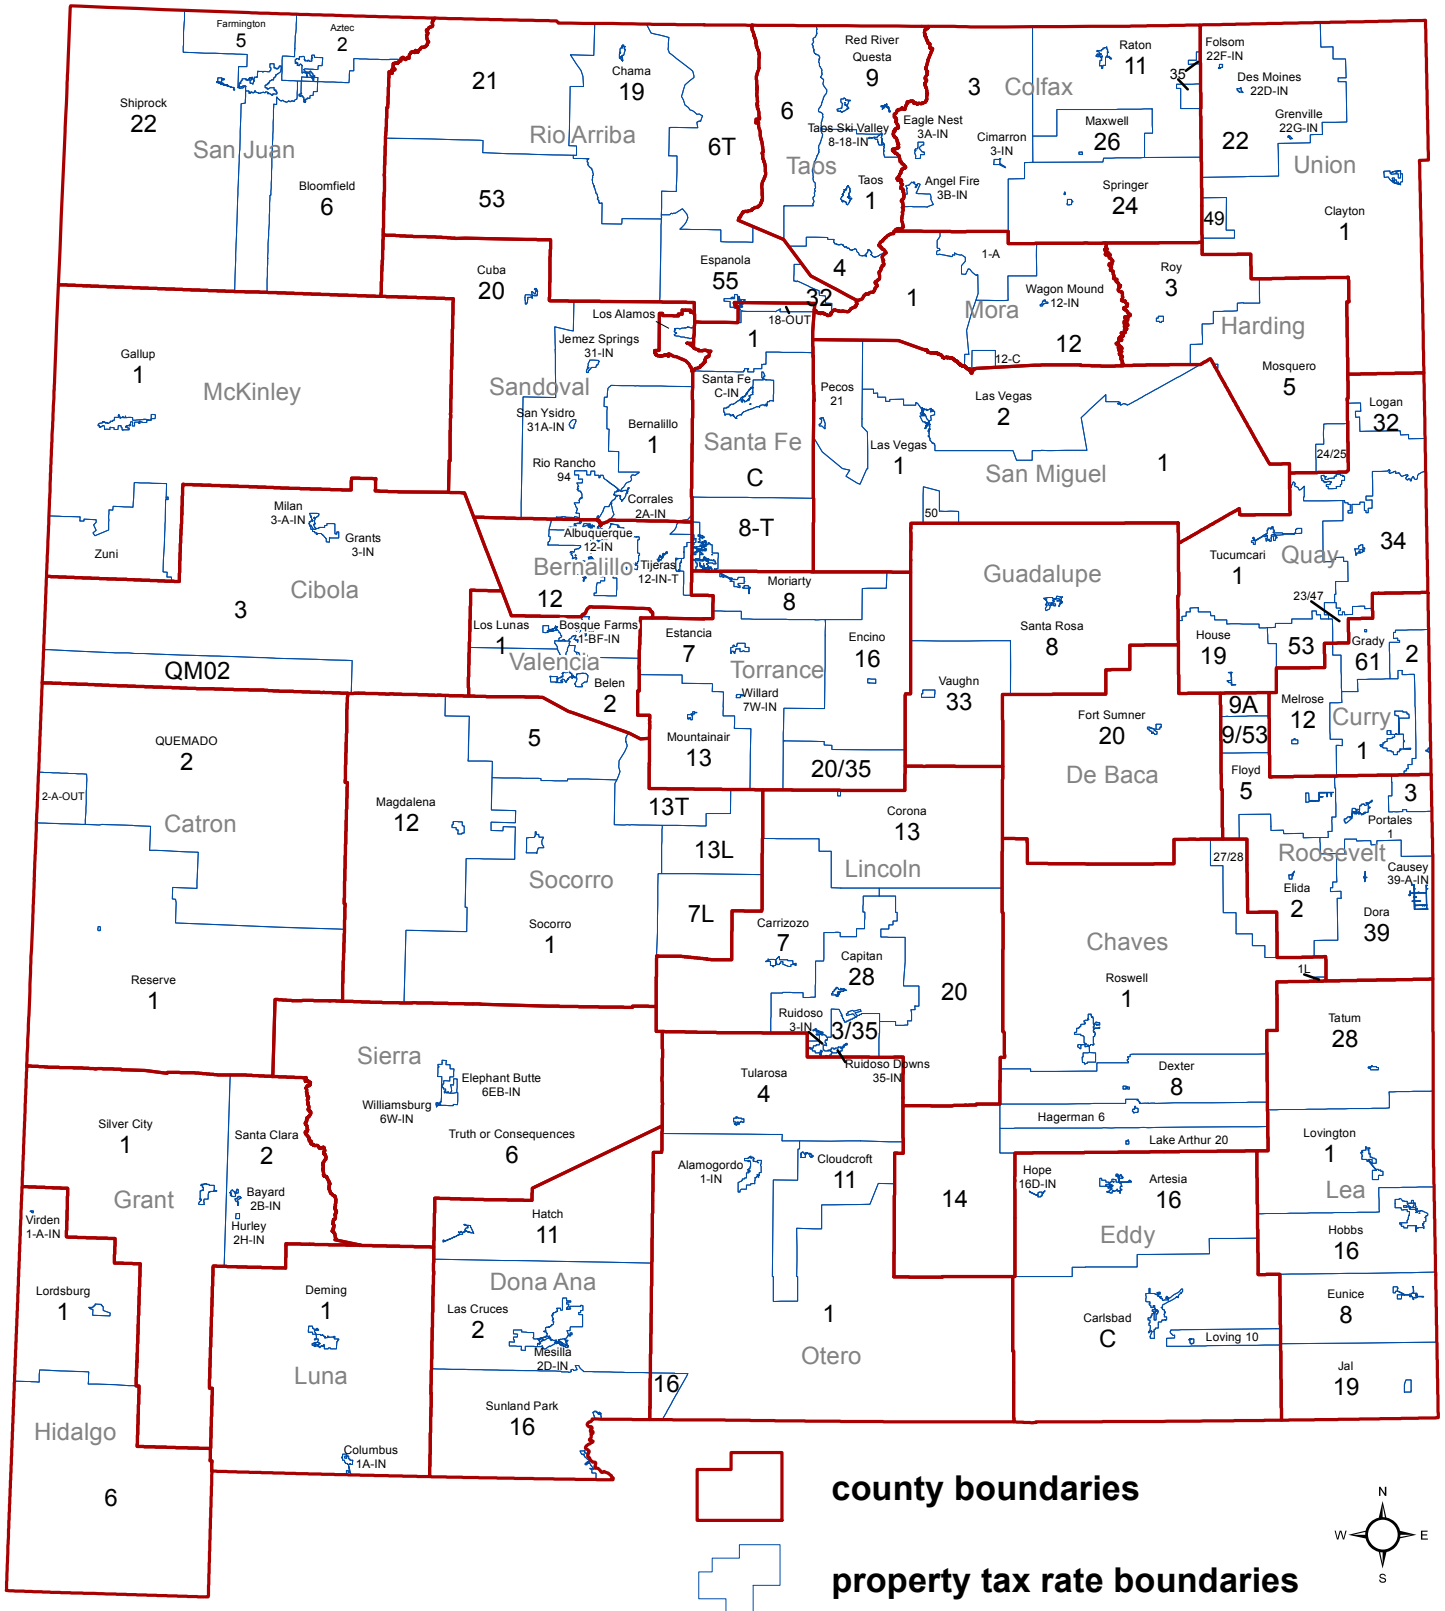 Farmington
5
Aztec
2
Shiprock
22
San Juan
Bloomfield
6
21
Chama
19
Rio Arriba
6T
53
Espanola
55
32
6
Red River
Questa
9
Taos Ski Valley
8-18-IN
Taos
Taos
1
4
3
Colfax
Raton
11
35
Eagle Nest
3A-IN
Cimarron
3-IN
Maxwell
26
Angel Fire
3B-IN
Springer
24
Folsom
22F-IN
Des Moines
22D-IN
Grenville
22G-IN
22
Union
Clayton
1
49
Cuba
20
Los Alamos
Jemez Springs
31-IN
Sandoval
San Ysidro
31A-IN
Bernalillo
1
Rio Rancho
94
Corrales
2A-IN
18-OUT
1
Santa Fe
C-IN
Santa Fe
C
8-T
1-A
1
Mora
Wagon Mound
12-IN
12
12-C
Roy
3
Harding
Mosquero
5
Gallup
1
McKinley
Zuni
Pecos
21
Las Vegas
2
Las Vegas
1
San Miguel
1
50
Logan
32
24/25
34
Tucumcari
1
Quay
23/47
House
19
53
Milan
3-A-IN
Grants
3-IN
Cibola
3
QM02
Albuquerque
12-IN
Bernalillo
Tijeras
12-IN-T
12
Los Lunas
1
Bosque Farms
1-BF-IN
Valencia
Belen
2
Moriarty
8
Estancia
7
Torrance
Willard
7W-IN
Encino
16
Mountainair
13
20/35
Guadalupe
Santa Rosa
8
Vaughn
33
Grady
61
2
Melrose
12
Curry
1
9A
9/53
Fort Sumner
20
De Baca
Floyd
5
3
Portales
1
Roosevelt
Causey
39-A-IN
Elida
2
Dora
39
QUEMADO
2
2-A-OUT
Catron
Reserve
1
5
Magdalena
12
13T
13L
Socorro
Socorro
1
7L
Corona
13
Lincoln
Carrizozo
7
Capitan
28
20
Ruidoso
3-IN
3/35
Ruidoso Downs
35-IN
27/28
Chaves
Roswell
1
1L
Dexter
8
Hagerman 6
Lake Arthur 20
Tatum
28
Lovington
1
Lea
Hobbs
16
Eunice
8
Jal
19
Sierra
Elephant Butte
6EB-IN
Williamsburg
6W-IN
Truth or Consequences
6
Tularosa
4
Alamogordo
1-IN
Cloudcroft
11
14
1
Otero
Hope
16D-IN
Artesia
16
Eddy
Carlsbad
C
Loving 10
Silver City
1
Santa Clara
2
Grant
Bayard
2B-IN
Hurley
2H-IN
Virden
1-A-IN
Lordsburg
1
Hidalgo
6
Deming
1
Luna
Columbus
1A-IN
Hatch
11
Dona Ana
Las Cruces
2
Mesilla
2D-IN
16
Sunland Park
16
county boundaries
property tax rate boundaries
N
W
E
S